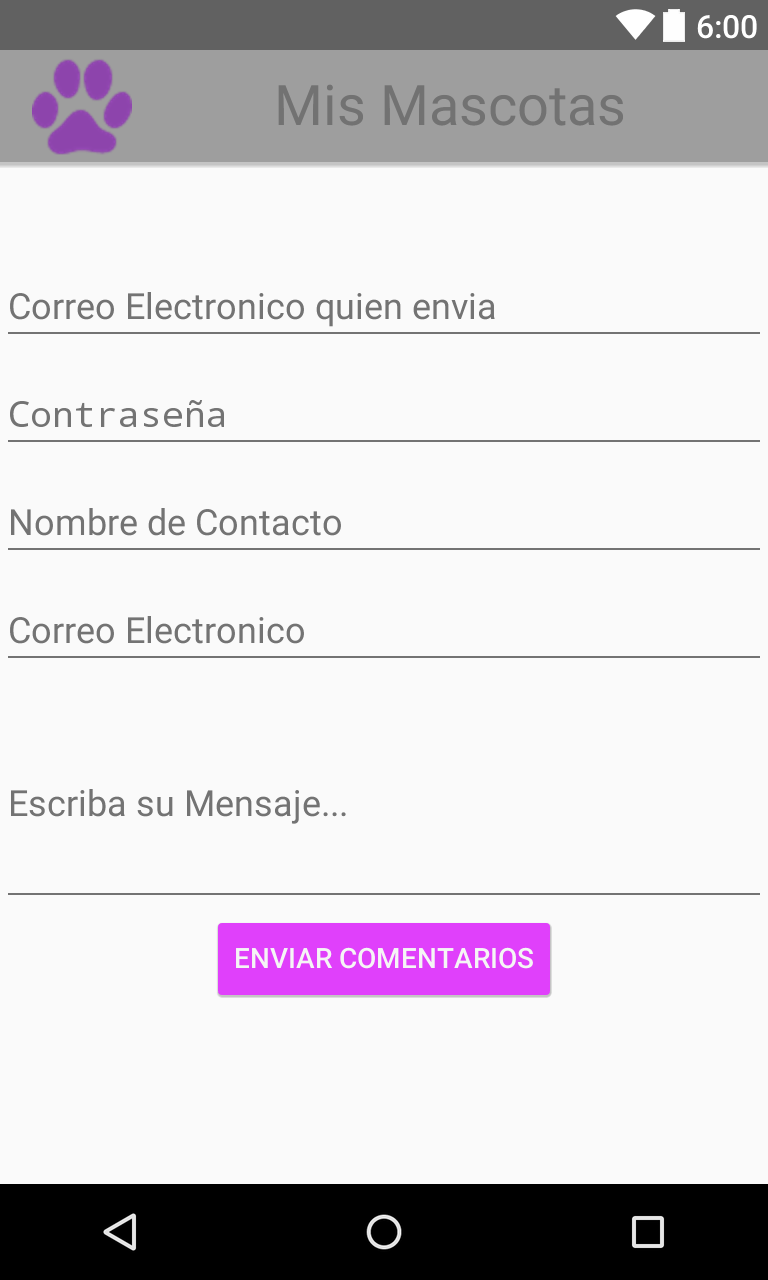 6:00
Mis Mascotas
Correo Electronico quien envia
Contraseña
Nombre de Contacto
Correo Electronico
Escriba su Mensaje...
ENVIAR COMENTARIOS